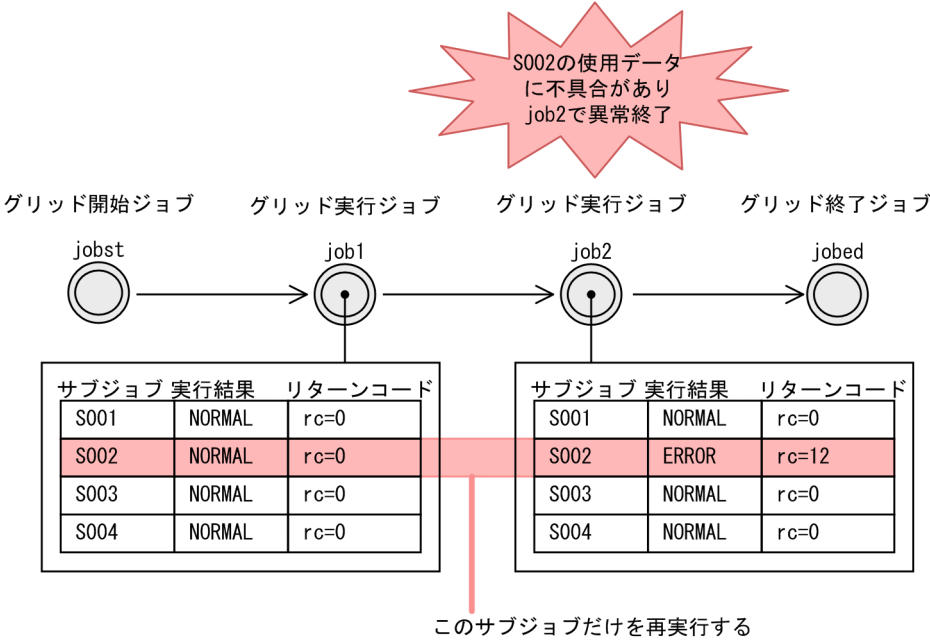 S002の使用データ
に不具合があり
job2で異常終了
グリッド開始ジョブ
グリッド実行ジョブ
グリッド実行ジョブ
グリッド終了ジョブ
jobst
job1
job2
jobed
サブジョブ 実行結果 リターンコード
S001 NORMAL rc=0
S002 NORMAL rc=0
S003 NORMAL rc=0
S004 NORMAL rc=0
サブジョブ 実行結果 リターンコード
S001 NORMAL rc=0
S002 ERROR rc=12
S003 NORMAL rc=0
S004 NORMAL rc=0
このサブジョブだけを再実行する